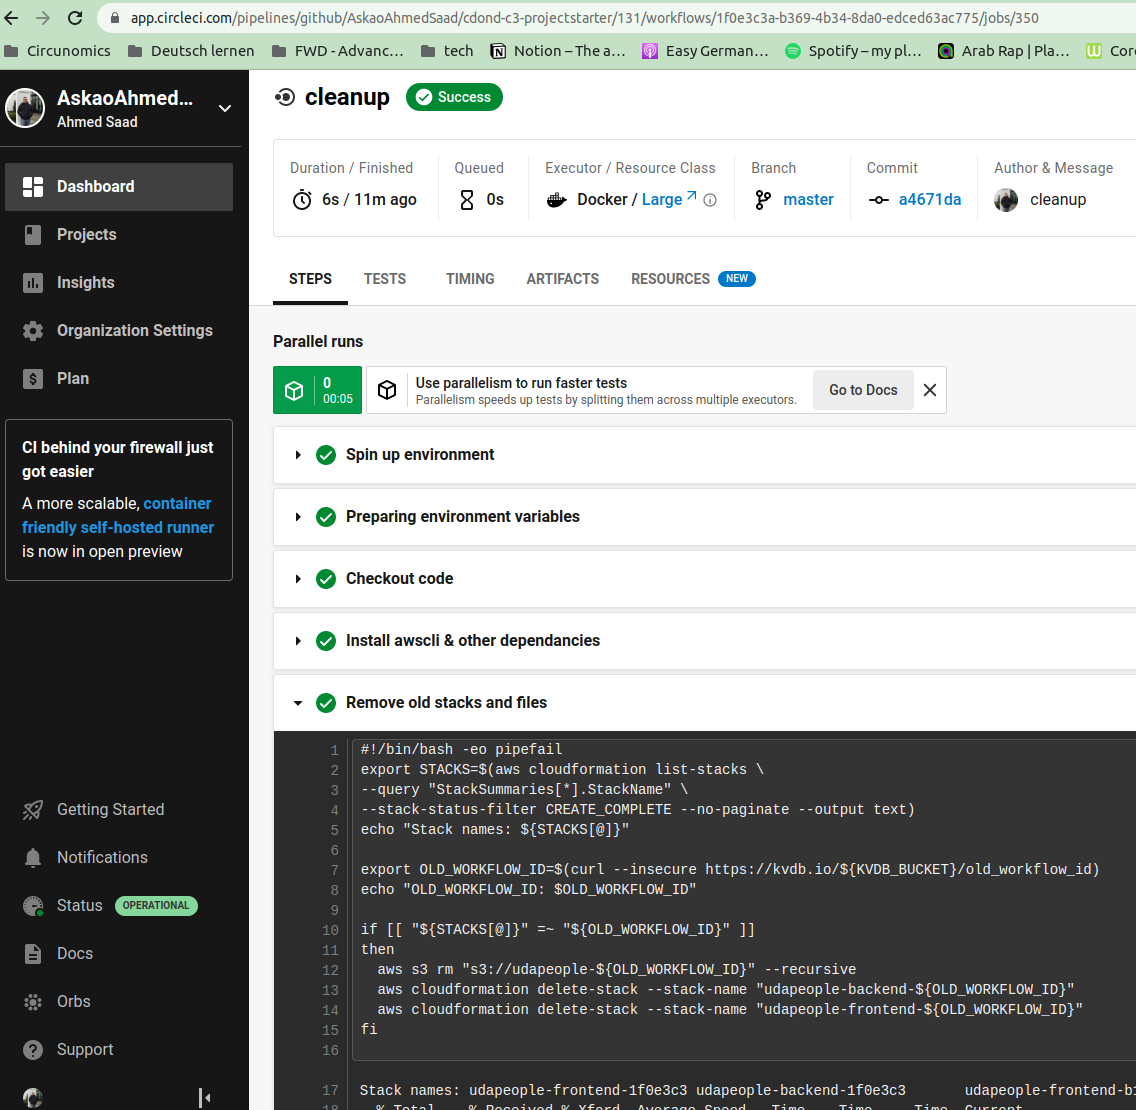 app.circleci.com/pipelines/github/AskaoAhmedSaad/cdond-c3-projectstarter/131/workflows/1f0e3c3a-b369-4b34-8da0-edced63ac775/jobs/350
Circunomics Deutsch lernen FWD - Advanc... tech Notion – The a... Easy German... Spotify – my pl... Arab Rap | Pla... Cor
AskaoAhmed...
Ahmed Saad
Dashboard
Projects
Insights
Organization Settings
Plan
CI behind your firewall just
got easier
A more scalable, container
friendly self-hosted runner
is now in open preview
Getting Started
Notifications
Status OPERATIONAL
Docs
Orbs
Support
cleanup Success
Duration / Finished Queued Executor / Resource Class Branch Commit Author & Message
6s / 11m ago 0s Docker / Large master a4671da cleanup
STEPS TESTS TIMING ARTIFACTS RESOURCES NEW
Parallel runs
0
00:05
Use parallelism to run faster tests
Parallelism speeds up tests by splitting them across multiple executors.
Go to Docs
Spin up environment
Preparing environment variables
Checkout code
Install awscli & other dependancies
Remove old stacks and files
1 #!/bin/bash -eo pipefail
2 export STACKS=$(aws cloudformation list-stacks \
3 --query "StackSummaries[*].StackName" \
4 --stack-status-filter CREATE_COMPLETE --no-paginate --output text)
5 echo "Stack names: ${STACKS[@]}"
6
7 export OLD_WORKFLOW_ID=$(curl --insecure https://kvdb.io/${KVDB_BUCKET}/old_workflow_id)
8 echo "OLD_WORKFLOW_ID: $OLD_WORKFLOW_ID"
9
10 if [[ "${STACKS[@]}" =~ "${OLD_WORKFLOW_ID}" ]]
11 then
12 aws s3 rm "s3://udapeople-${OLD_WORKFLOW_ID}" --recursive
13 aws cloudformation delete-stack --stack-name "udapeople-backend-${OLD_WORKFLOW_ID}"
14 aws cloudformation delete-stack --stack-name "udapeople-frontend-${OLD_WORKFLOW_ID}"
15 fi
16
17 Stack names: udapeople-frontend-1f0e3c3 udapeople-backend-1f0e3c3 udapeople-frontend-b
18 % Total % Received % Xferd Average Speed Time Time Time Current